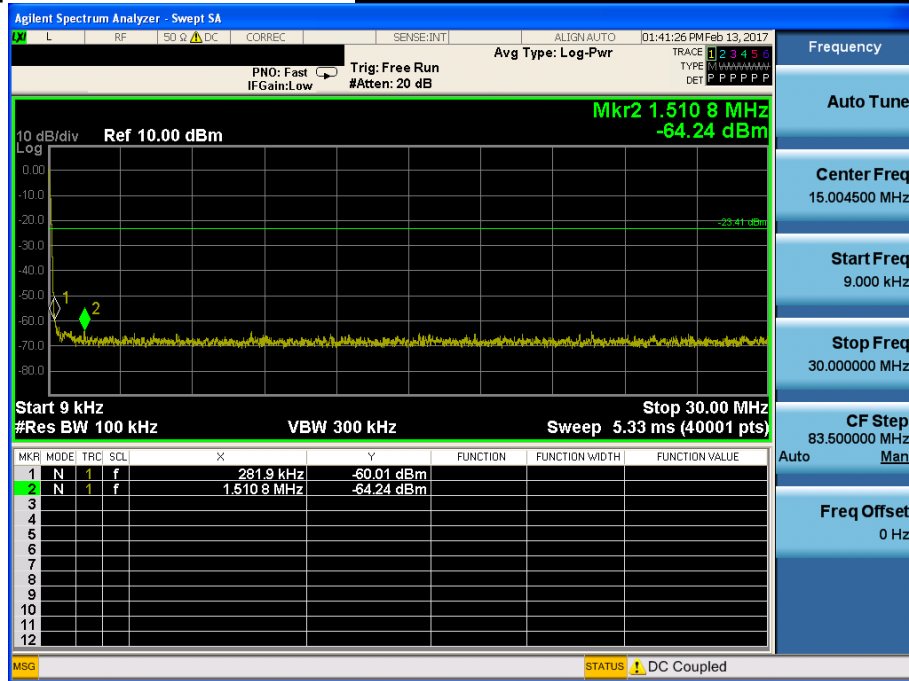 Agilent Spectrum Analyzer - Swept SA
LXI L RF 50 Ω DC CORREC SENSE:INT ALIGN AUTO 01:41:26 PM Feb 13, 2017
PNO: Fast
IFGain:Low
Trig: Free Run
#Atten: 20 dB
Avg Type: Log-Pwr
TRACE 1 2 3 4 5 6
TYPE M
DET P P P P P P
Mkr2 1.510 8 MHz
-64.24 dBm
10 dB/div Ref 10.00 dBm
Log
0.00
-10.0
-20.0
-23.41 dBm
-30.0
-40.0
-50.0
-60.0
-70.0
-80.0
1
2
Start 9 kHz Stop 30.00 MHz
#Res BW 100 kHz VBW 300 kHz Sweep 5.33 ms (40001 pts)
MKR MODE TRC SCL X Y FUNCTION FUNCTION WIDTH FUNCTION VALUE
1 N 1 f 281.9 kHz -60.01 dBm
2 N 1 f 1.510 8 MHz -64.24 dBm
3
4
5
6
7
8
9
10
11
12
MSG STATUS DC Coupled
Frequency
Auto Tune
Center Freq
15.004500 MHz
Start Freq
9.000 kHz
Stop Freq
30.000000 MHz
CF Step
83.500000 MHz
Auto Man
Freq Offset
0 Hz